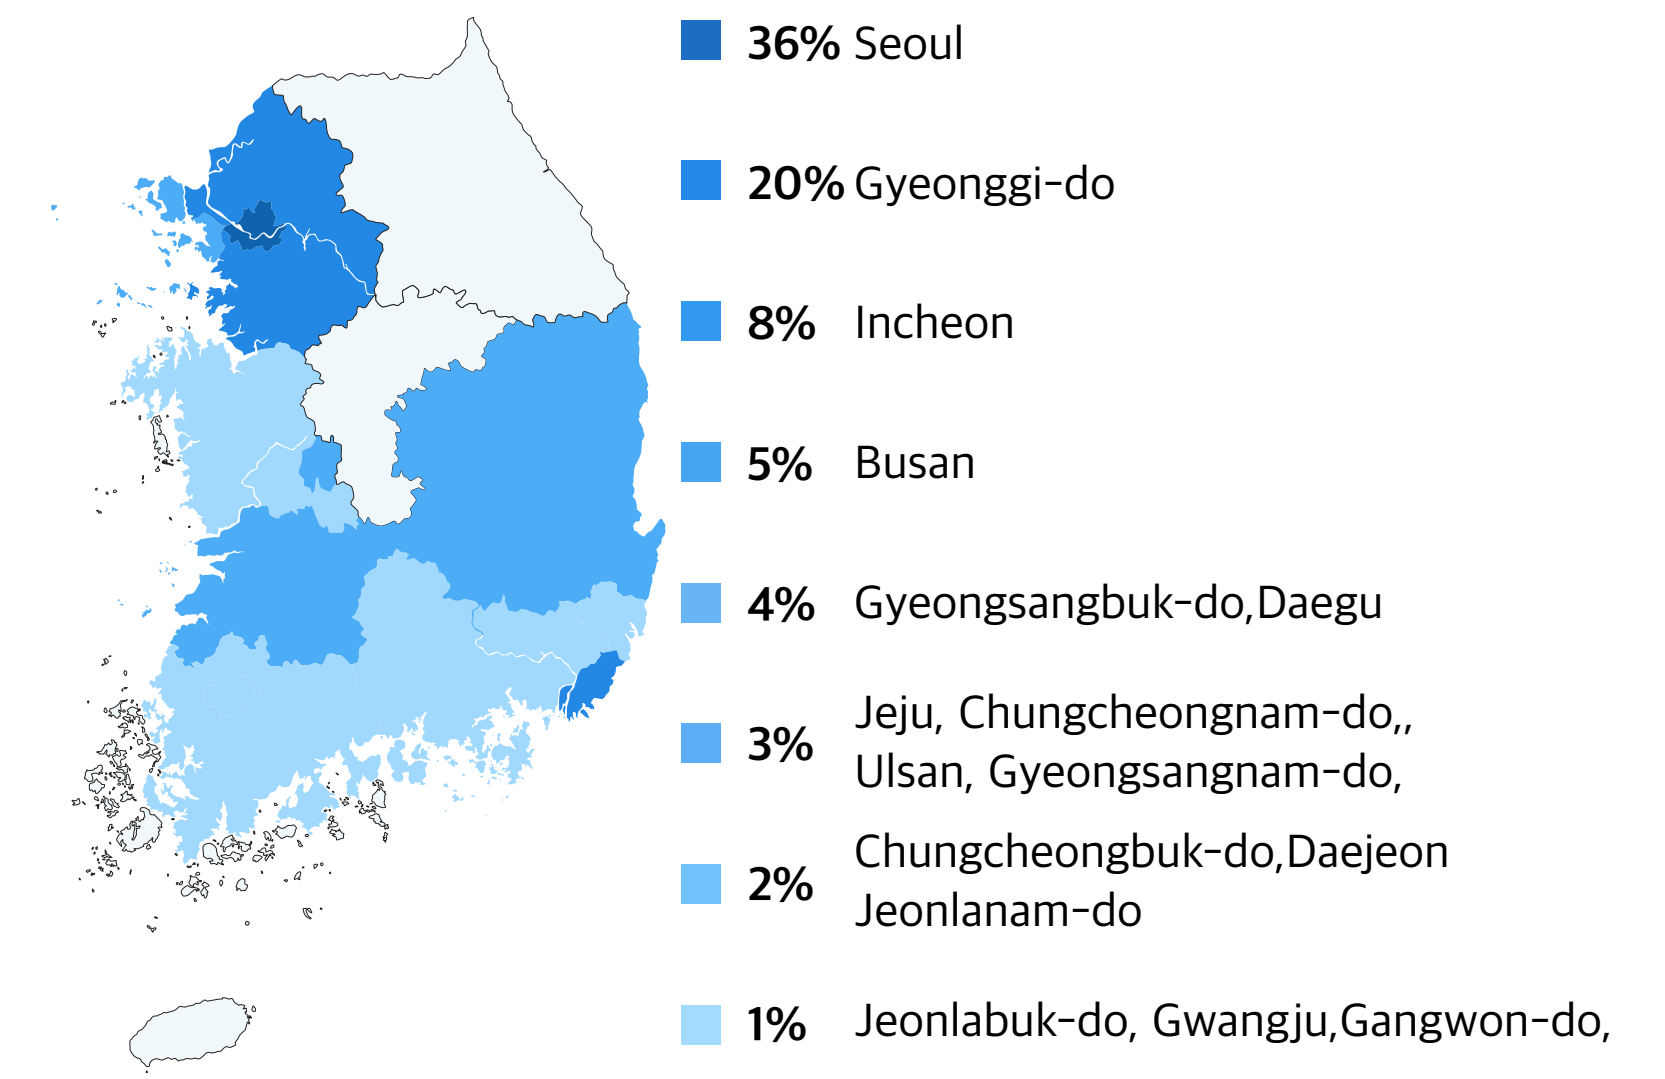 36% Seoul
20% Gyeonggi-do
8% Incheon
5% Busan
4% Gyeongsangbuk-do,Daegu
3% Jeju, Chungcheongnam-do,,
Ulsan, Gyeongsangnam-do,
2% Chungcheongbuk-do,Daejeon
Jeonlanam-do
1% Jeonlabuk-do, Gwangju,Gangwon-do,